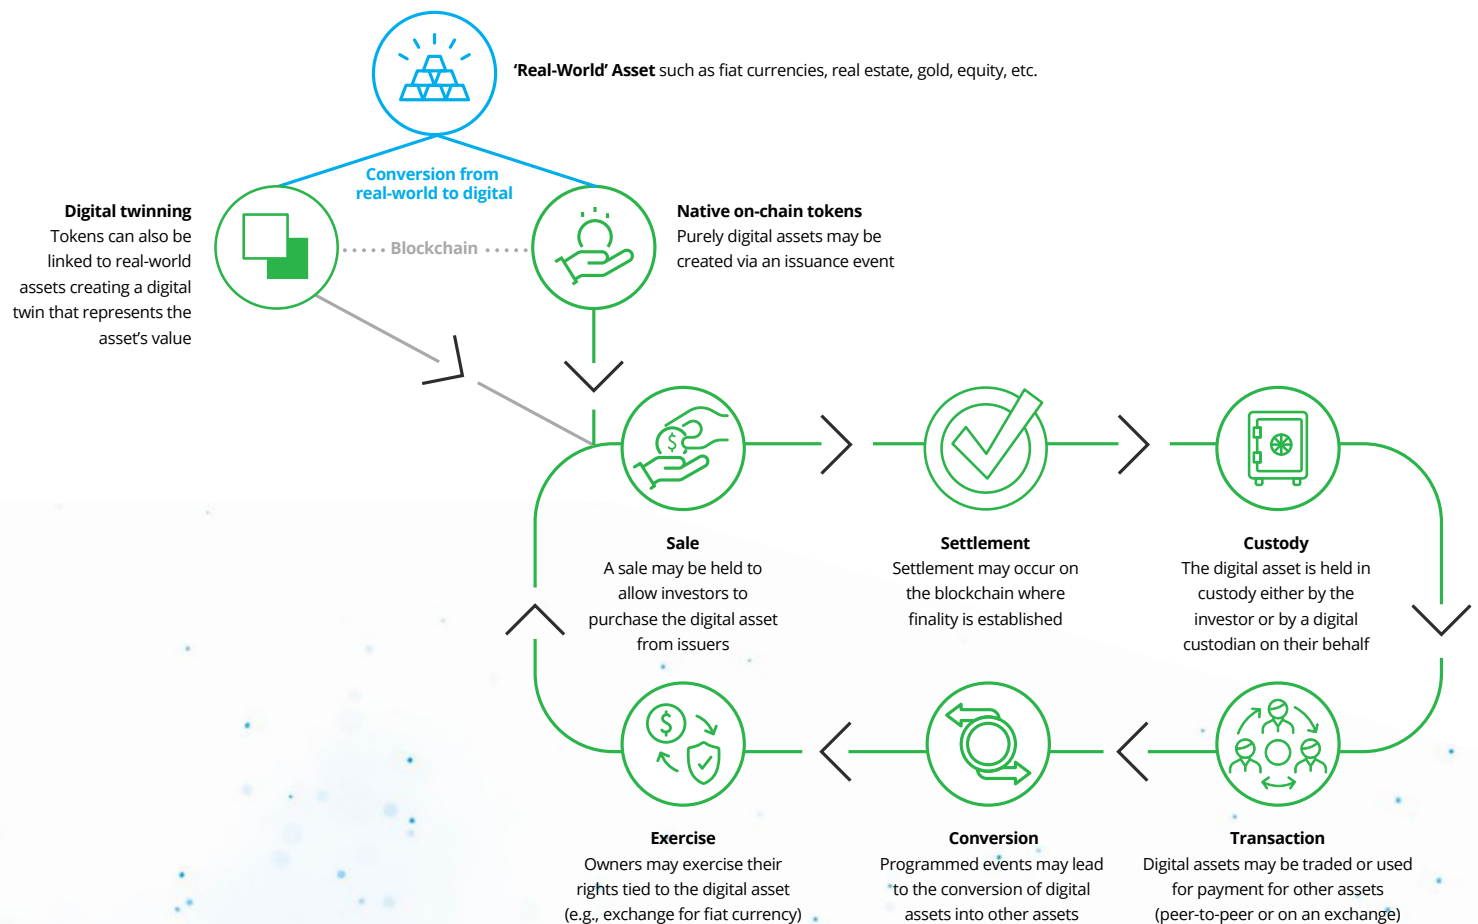 ‘Real-World’ Asset such as fiat currencies, real estate, gold, equity, etc.
Conversion from
real-world to digital
Digital twinning
Tokens can also be
linked to real-world
assets creating a digital
twin that represents the
asset’s value
Blockchain
Native on-chain tokens
Purely digital assets may be
created via an issuance event
$
Sale
A sale may be held to
allow investors to
purchase the digital asset
from issuers
Settlement
Settlement may occur on
the blockchain where
finality is established
Custody
The digital asset is held in
custody either by the
investor or by a digital
custodian on their behalf
$
Exercise
Owners may exercise their
rights tied to the digital asset
(e.g., exchange for fiat currency)
Conversion
Programmed events may lead
to the conversion of digital
assets into other assets
Transaction
Digital assets may be traded or used
for payment for other assets
(peer-to-peer or on an exchange)